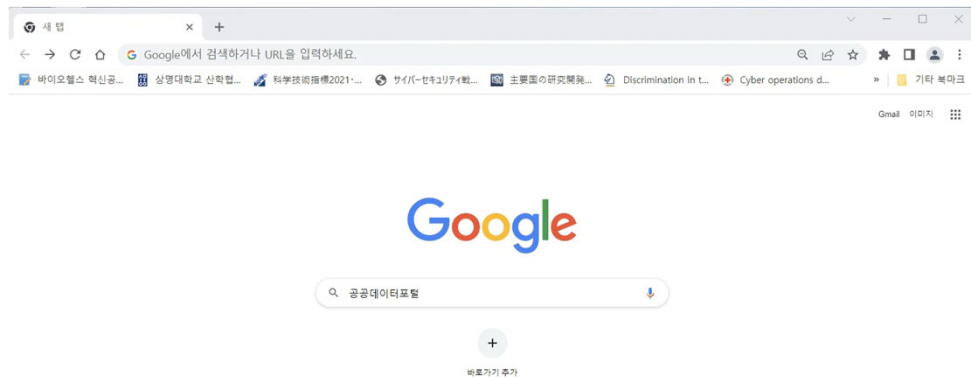 새 탭
Google에서 검색하거나 URL을 입력하세요.
바이오헬스 혁신공... 상명대학교 산학협... 科学技術指標2021·... サイバーセキュリティ戦... 主要国の研究開発... Discrimination in t... Cyber operations d... » 기타 북마크
Gmail 이미지
Google
공공데이터포털
바로가기 추가